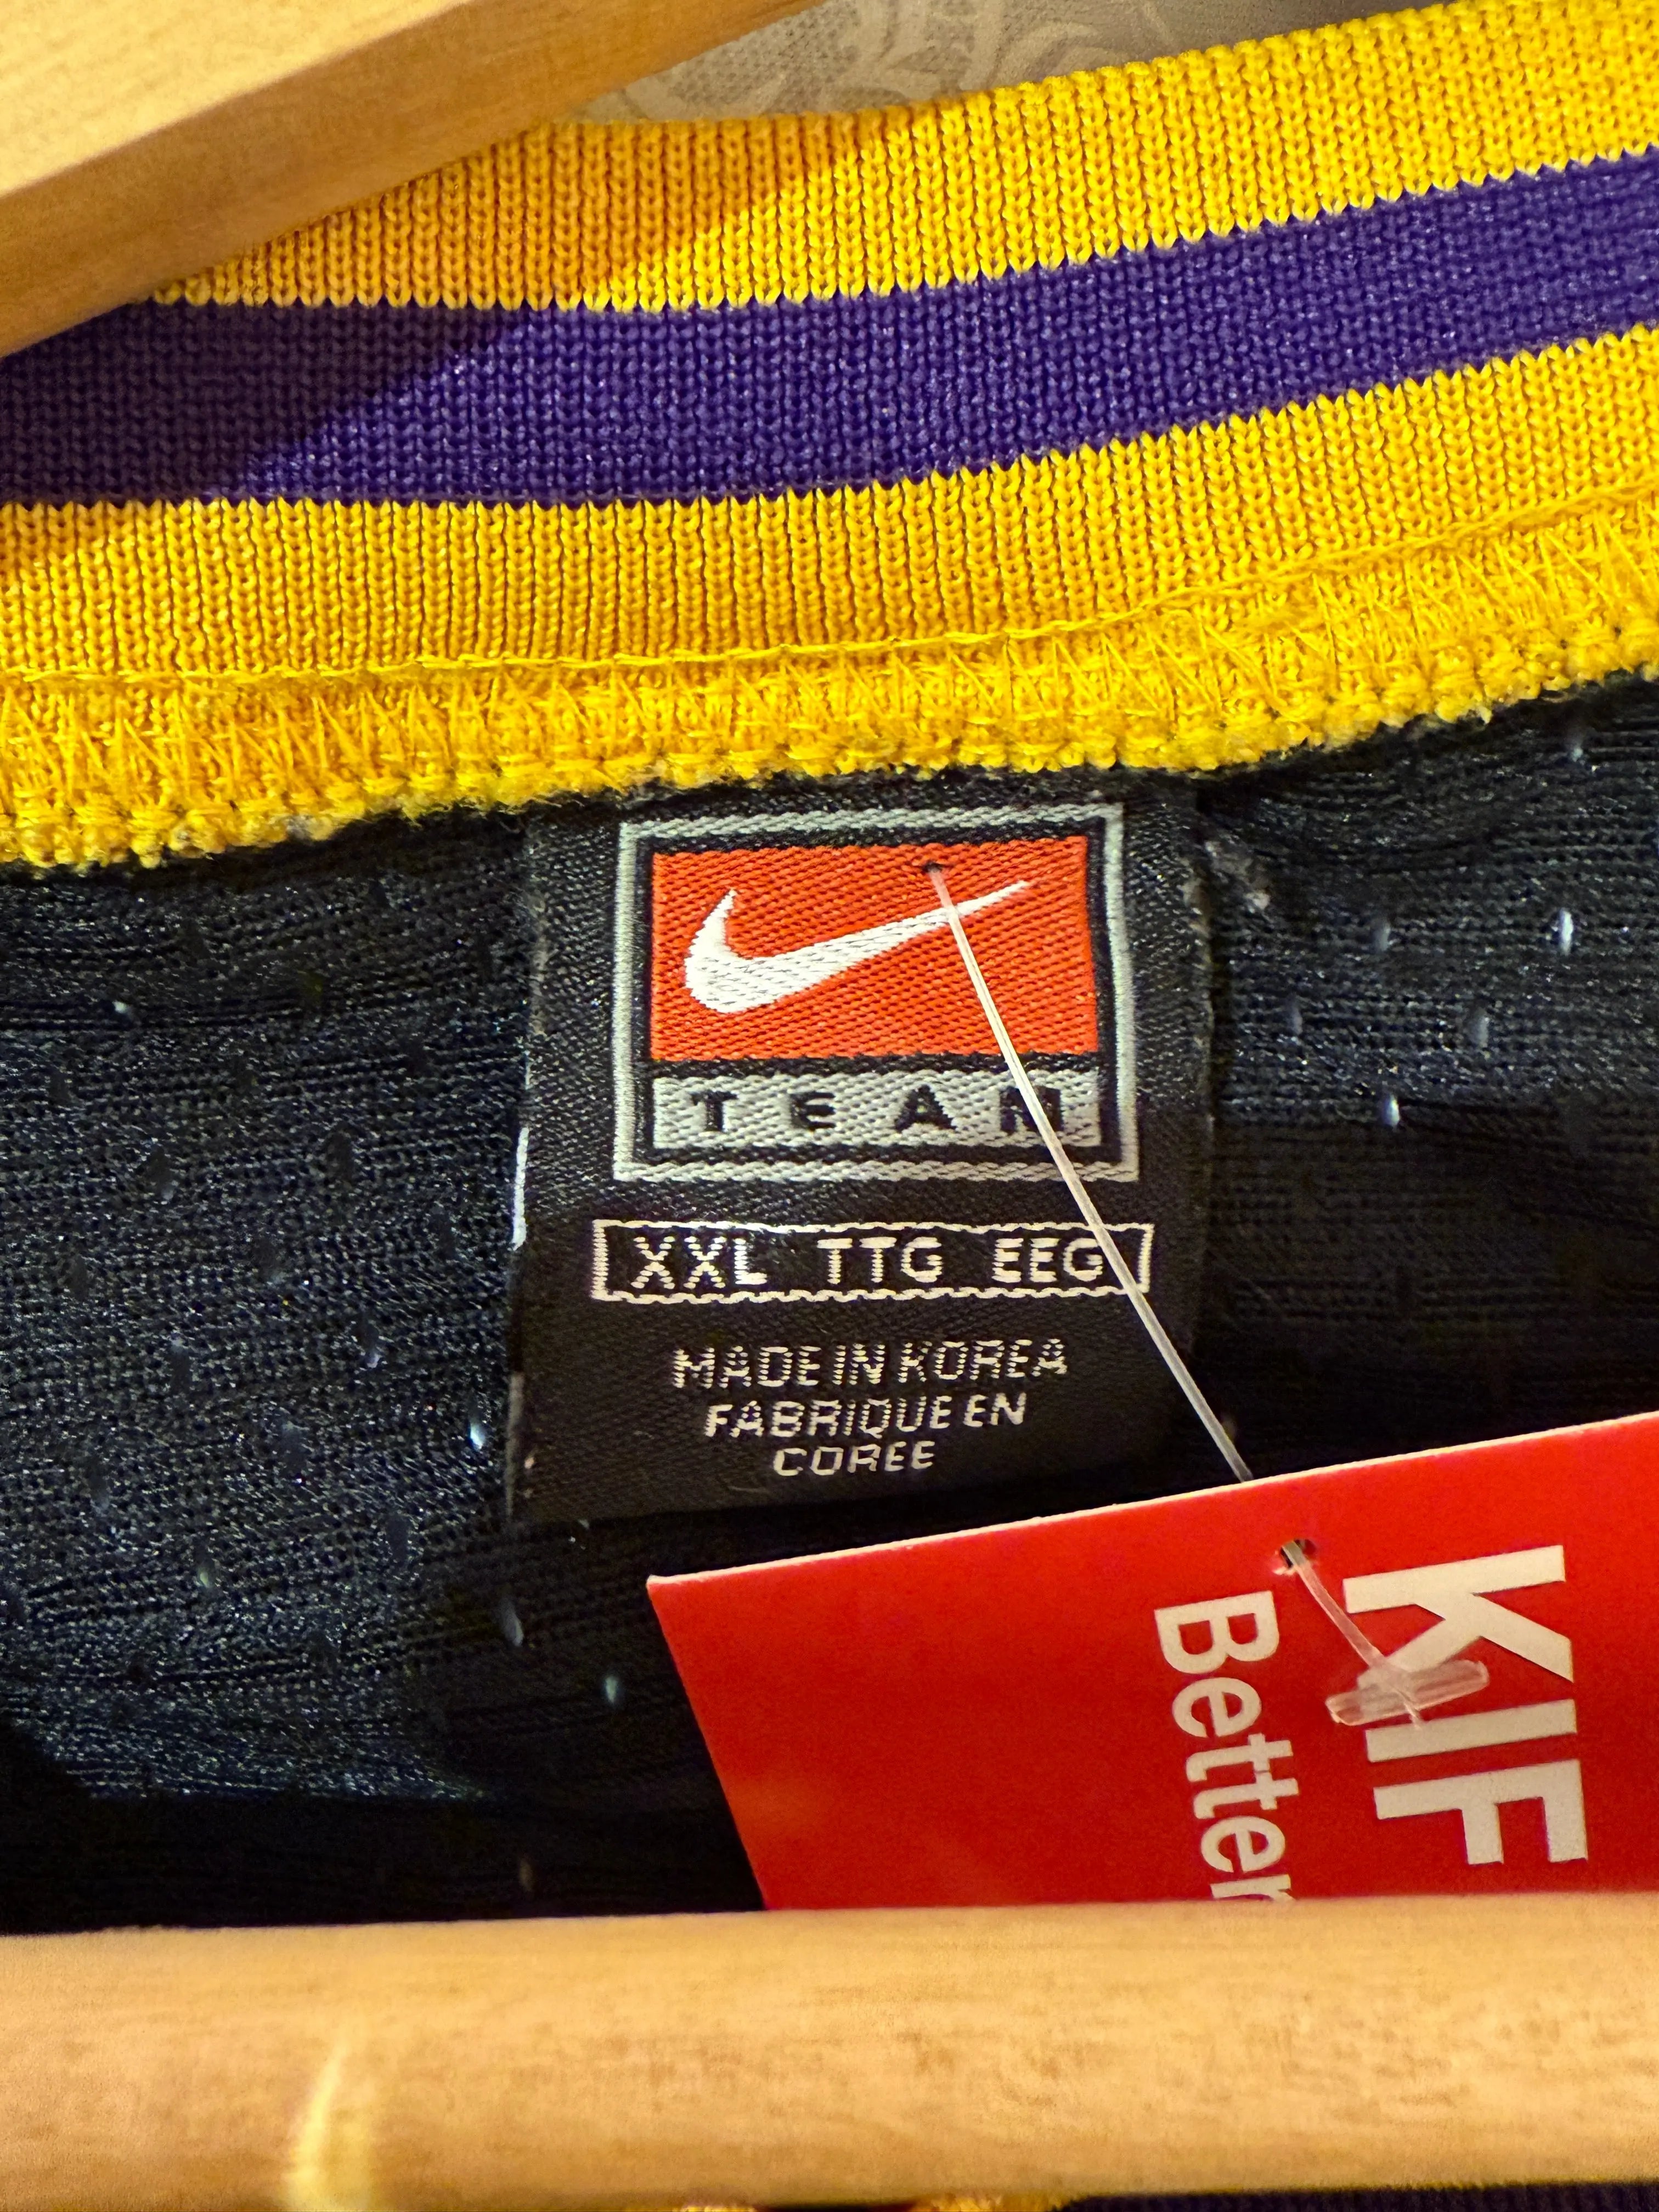 TEAM
XXL TTG EEG
MADE IN KOREA
FABRIQUE EN
COREE
KIF
Better